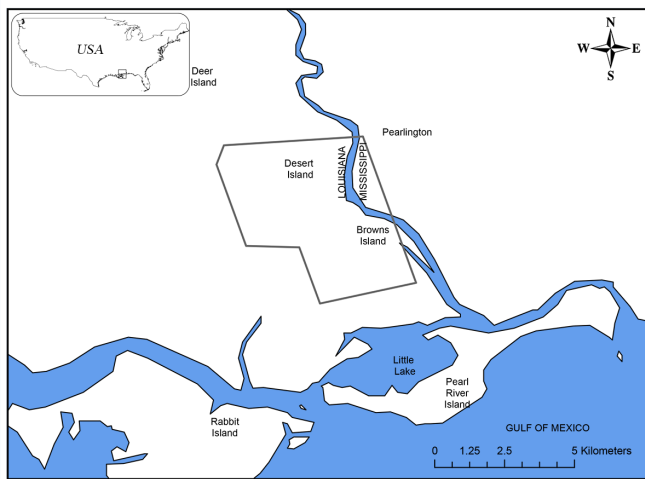 USA
N
W E
S
Deer
Island
Pearlington
Desert
Island
LOUISIANA
MISSISSIPPI
Browns
Island
Little
Lake
Pearl
River
Island
Rabbit
Island
GULF OF MEXICO
0 1.25 2.5 5 Kilometers